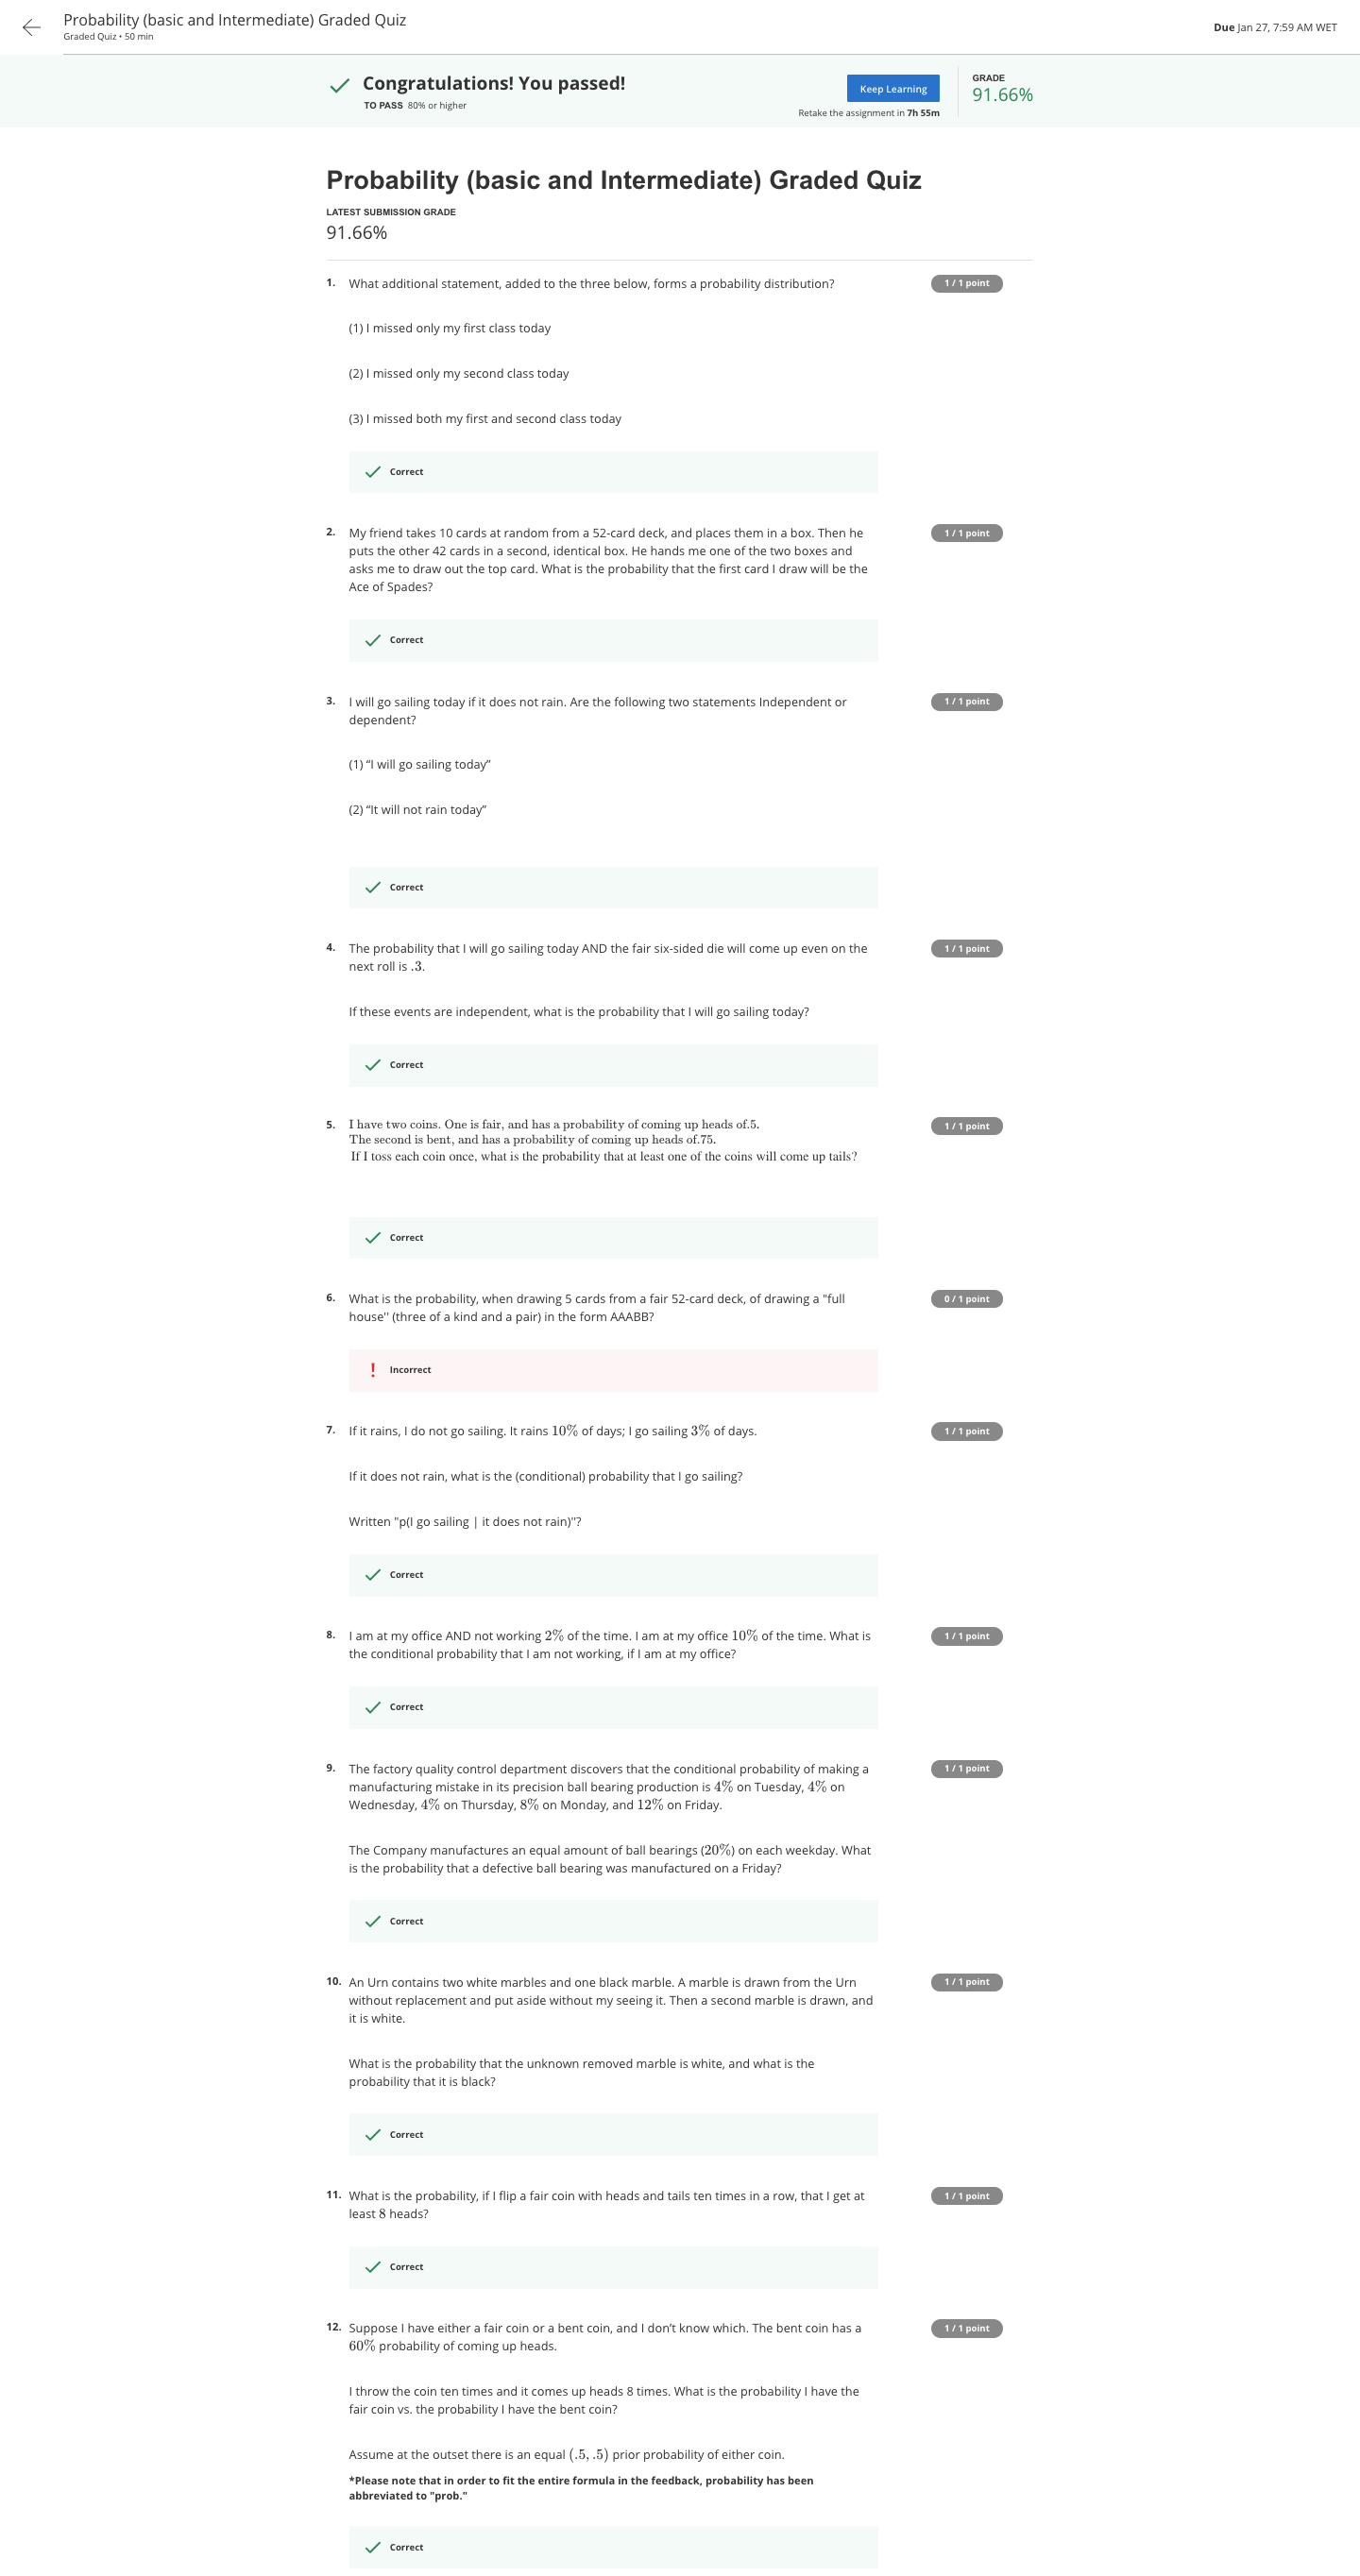 Probability (basic and Intermediate) Graded Quiz
Graded Quiz • 50 min
Due Jan 27, 7:59 AM WET
Congratulations! You passed!
TO PASS 80% or higher
Keep Learning
Retake the assignment in 7h 55m
GRADE
91.66%
Probability (basic and Intermediate) Graded Quiz
LATEST SUBMISSION GRADE
91.66%
1. What additional statement, added to the three below, forms a probability distribution?
1 / 1 point
(1) I missed only my first class today
(2) I missed only my second class today
(3) I missed both my first and second class today
Correct
2. My friend takes 10 cards at random from a 52-card deck, and places them in a box. Then he
1 / 1 point
puts the other 42 cards in a second, identical box. He hands me one of the two boxes and
asks me to draw out the top card. What is the probability that the first card I draw will be the
Ace of Spades?
Correct
3. I will go sailing today if it does not rain. Are the following two statements Independent or
1 / 1 point
dependent?
(1) “I will go sailing today”
(2) “It will not rain today”
Correct
4. The probability that I will go sailing today AND the fair six-sided die will come up even on the
1 / 1 point
next roll is .3.
If these events are independent, what is the probability that I will go sailing today?
Correct
5. I have two coins. One is fair, and has a probability of coming up heads of.5.
1 / 1 point
The second is bent, and has a probability of coming up heads of.75.
If I toss each coin once, what is the probability that at least one of the coins will come up tails?
Correct
6. What is the probability, when drawing 5 cards from a fair 52-card deck, of drawing a "full
0 / 1 point
house'' (three of a kind and a pair) in the form AAABB?
Incorrect
7. If it rains, I do not go sailing. It rains 10% of days; I go sailing 3% of days.
1 / 1 point
If it does not rain, what is the (conditional) probability that I go sailing?
Written "p(I go sailing | it does not rain)''?
Correct
8. I am at my office AND not working 2% of the time. I am at my office 10% of the time. What is
1 / 1 point
the conditional probability that I am not working, if I am at my office?
Correct
9. The factory quality control department discovers that the conditional probability of making a
1 / 1 point
manufacturing mistake in its precision ball bearing production is 4% on Tuesday, 4% on
Wednesday, 4% on Thursday, 8% on Monday, and 12% on Friday.
The Company manufactures an equal amount of ball bearings (20%) on each weekday. What
is the probability that a defective ball bearing was manufactured on a Friday?
Correct
10. An Urn contains two white marbles and one black marble. A marble is drawn from the Urn
1 / 1 point
without replacement and put aside without my seeing it. Then a second marble is drawn, and
it is white.
What is the probability that the unknown removed marble is white, and what is the
probability that it is black?
Correct
11. What is the probability, if I flip a fair coin with heads and tails ten times in a row, that I get at
1 / 1 point
least 8 heads?
Correct
12. Suppose I have either a fair coin or a bent coin, and I don’t know which. The bent coin has a
1 / 1 point
60% probability of coming up heads.
I throw the coin ten times and it comes up heads 8 times. What is the probability I have the
fair coin vs. the probability I have the bent coin?
Assume at the outset there is an equal (.5, .5) prior probability of either coin.
*Please note that in order to fit the entire formula in the feedback, probability has been
abbreviated to "prob."
Correct